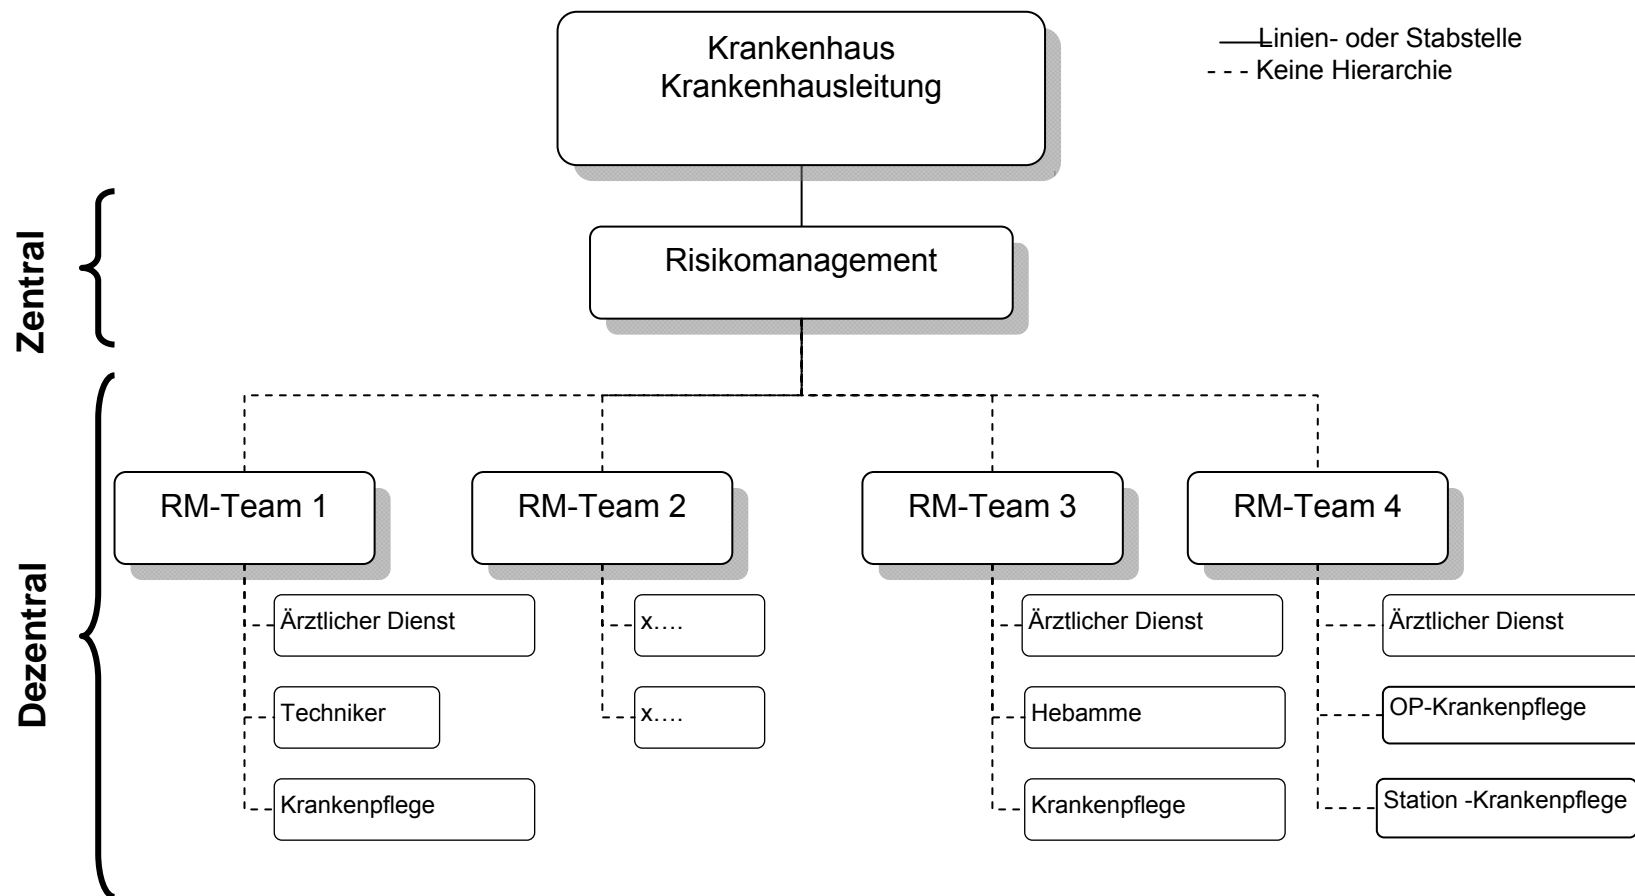 Krankenhaus
Krankenhausleitung
Linien- oder Stabstelle
- - - Keine Hierarchie
Zentral
Risikomanagement
Dezentral
RM-Team 1
RM-Team 2
RM-Team 3
RM-Team 4
Ärztlicher Dienst
Techniker
Krankenpflege
x....
x....
Ärztlicher Dienst
Hebamme
Krankenpflege
Ärztlicher Dienst
OP-Krankenpflege
Station -Krankenpflege